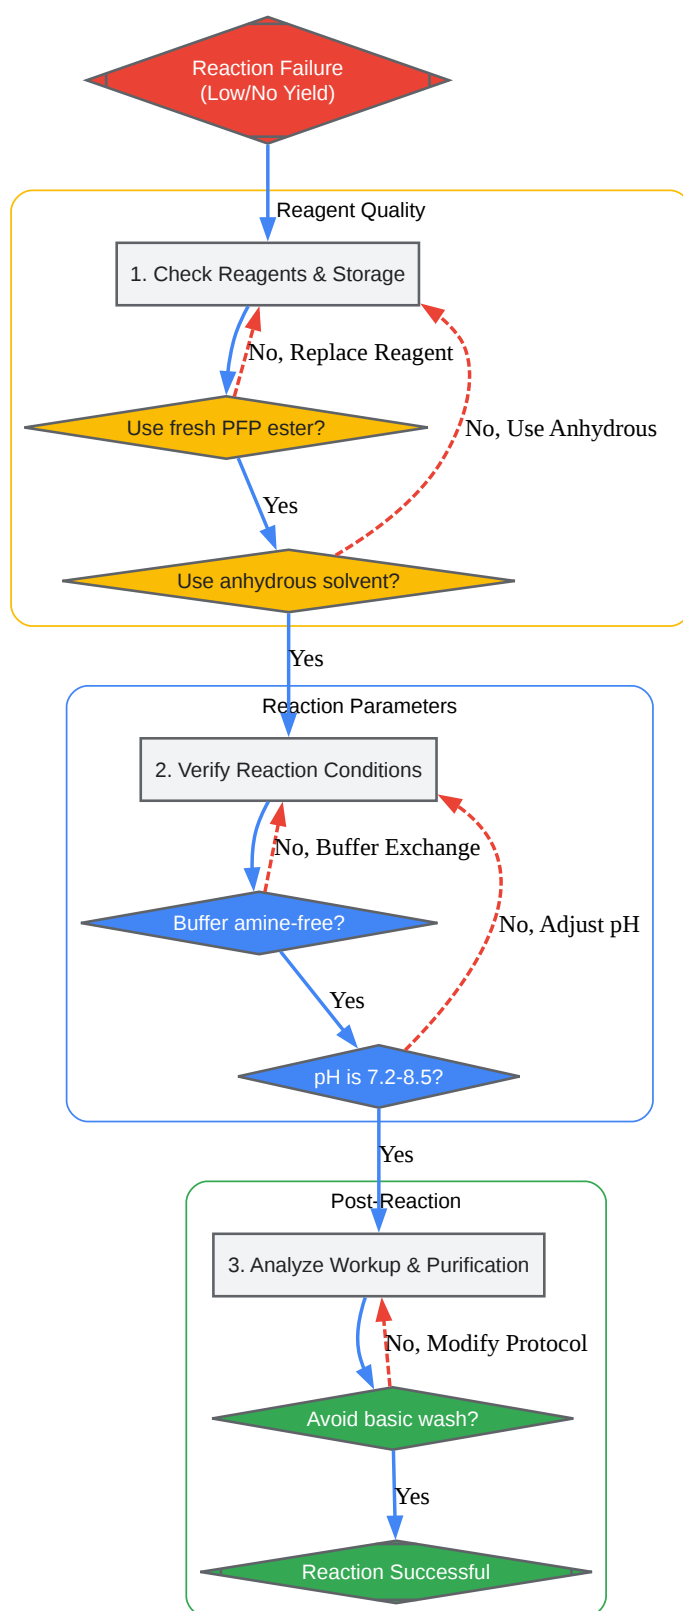 Reaction Failure
(Low/No Yield)
Reagent Quality
1. Check Reagents & Storage
No, Replace Reagent
Use fresh PFP ester?
No, Use Anhydrous
Yes
Use anhydrous solvent?
Yes
Reaction Parameters
2. Verify Reaction Conditions
No, Buffer Exchange
Buffer amine-free?
No, Adjust pH
Yes
pH is 7.2-8.5?
Yes
Post-Reaction
3. Analyze Workup & Purification
No, Modify Protocol
Avoid basic wash?
Yes
Reaction Successful